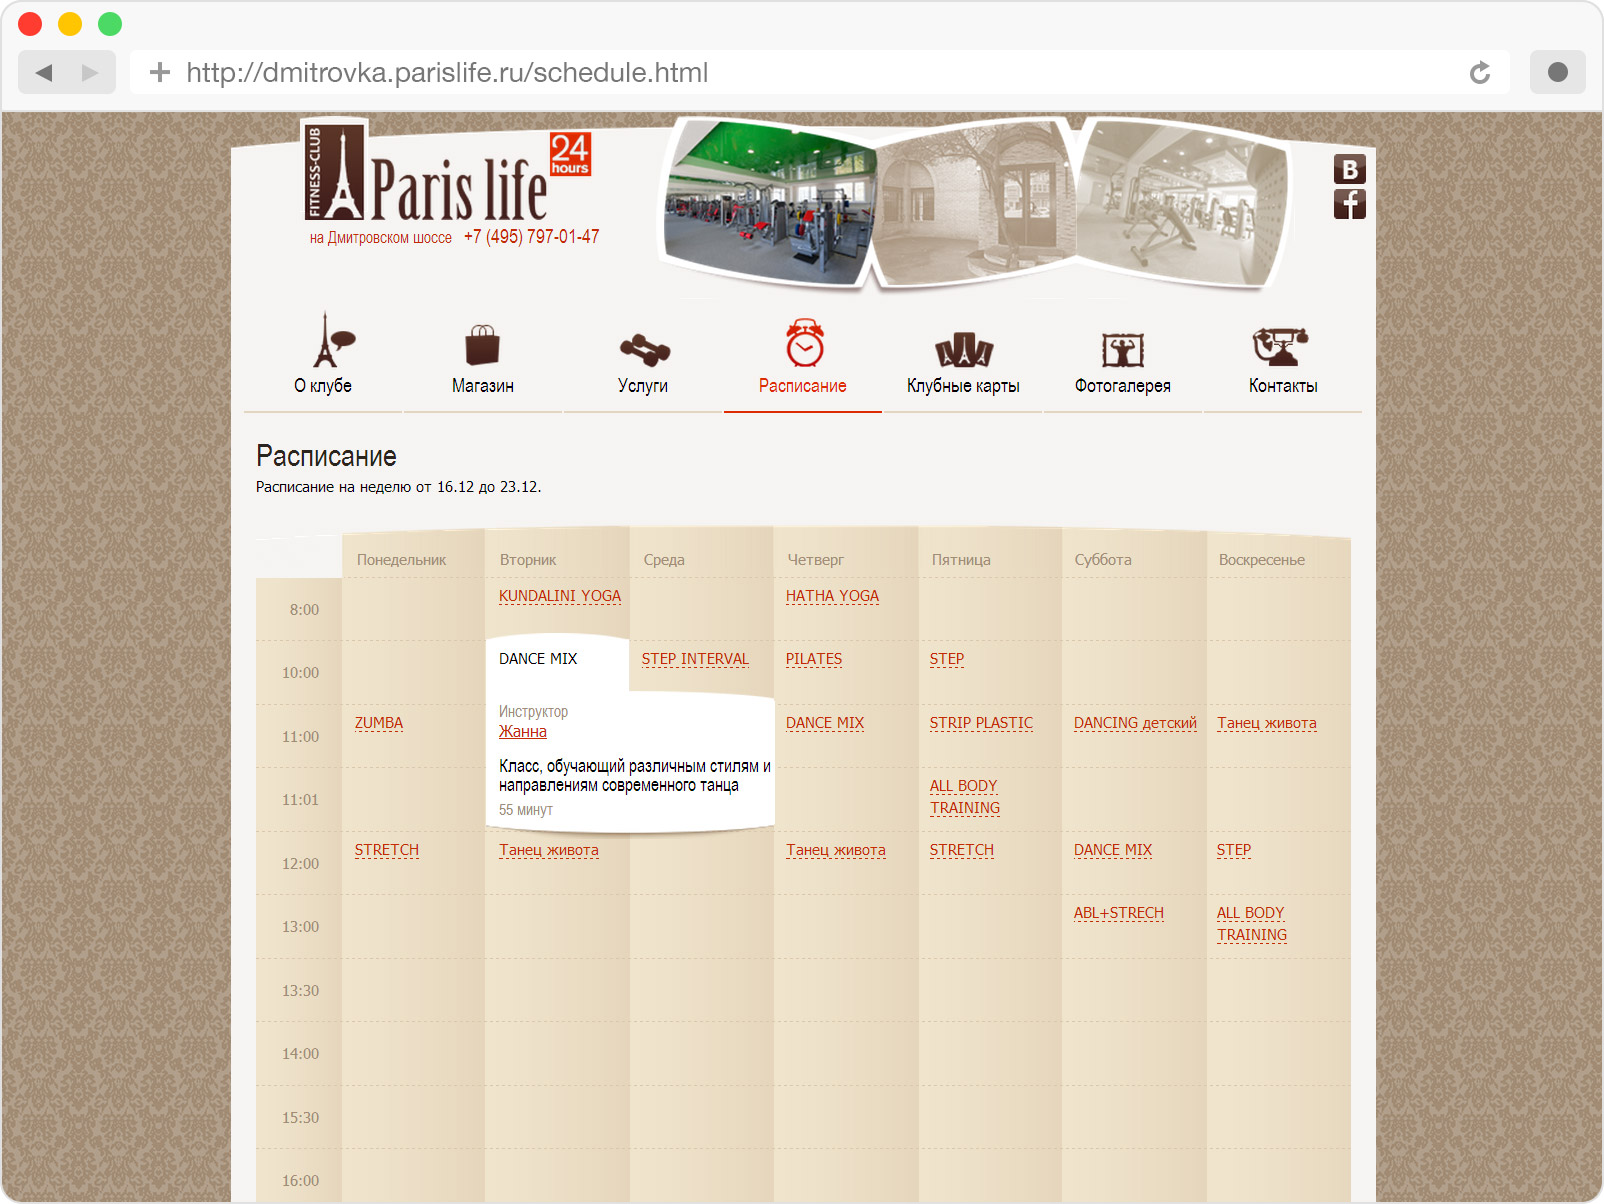 http://dmitrovka.parislife.ru/schedule.html
FITNESS-CLUB
Paris life
24
hours
на Дмитровском шоссе +7 (495) 797-01-47
B
f
О клубе Магазин Услуги Расписание Клубные карты Фотогалерея Контакты
Расписание
Расписание на неделю от 16.12 до 23.12.
Понедельник Вторник Среда Четверг Пятница Суббота Воскресенье
8:00 KUNDALINI YOGA HATHA YOGA
10:00 DANCE MIX STEP INTERVAL PILATES STEP
Инструктор
Жанна
Класс, обучающий различным стилям и
направлениям современного танца
55 минут
11:00 ZUMBA DANCE MIX STRIP PLASTIC DANCING детский Танец живота
11:01 ALL BODY
TRAINING
12:00 STRETCH Танец живота Танец живота STRETCH DANCE MIX STEP
13:00 ABL+STRECH ALL BODY
TRAINING
13:30
14:00
15:30
16:00